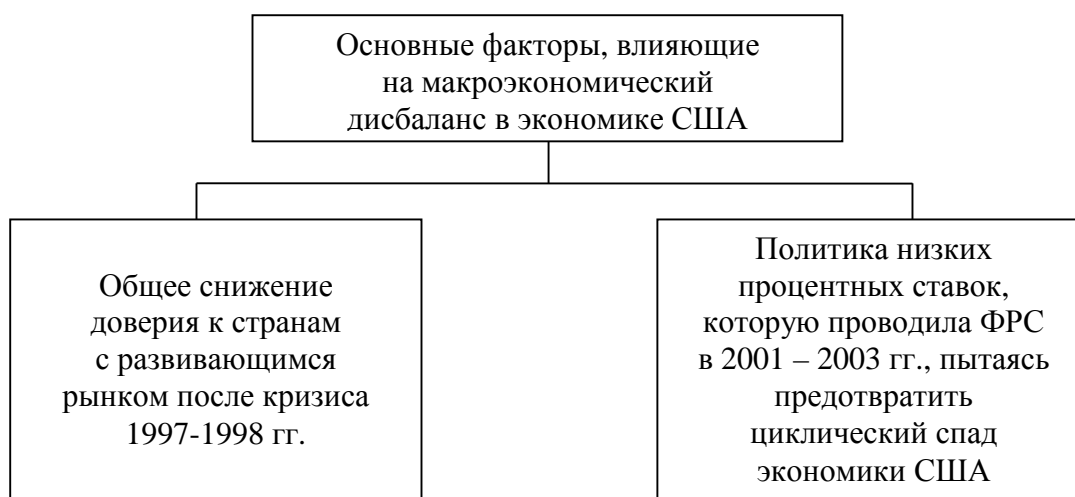 Основные факторы, влияющие
на макроэкономический
дисбаланс в экономике США
Общее снижение
доверия к странам
с развивающимся
рынком после кризиса
1997-1998 гг.
Политика низких
процентных ставок,
которую проводила ФРС
в 2001 – 2003 гг., пытаясь
предотвратить
циклический спад
экономики США